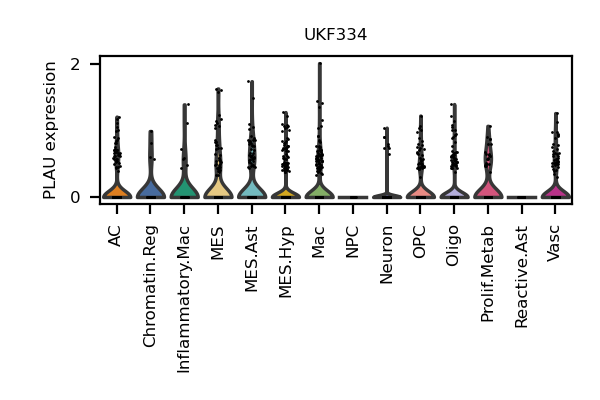 UKF334
PLAU expression
2
0
AC
Chromatin.Reg
Inflammatory.Mac
MES
MES.Ast
MES.Hyp
Mac
NPC
Neuron
OPC
Oligo
Prolif.Metab
Reactive.Ast
Vasc